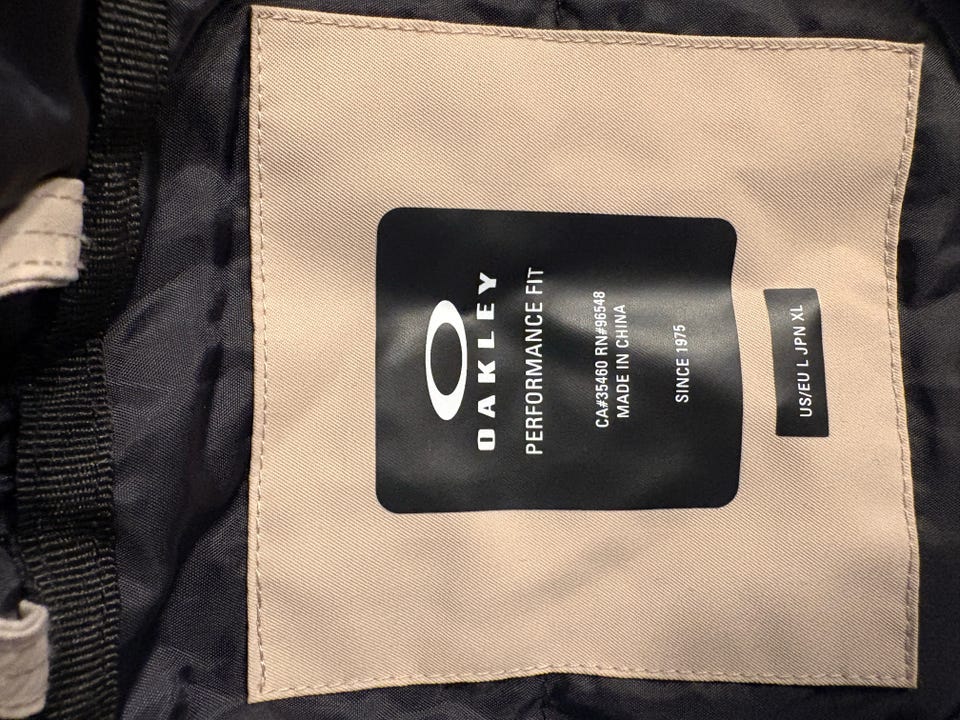 OAKLEY
PERFORMANCE FIT
CA#35460 RN#96548
MADE IN CHINA
SINCE 1975
US/EU L JPN XL